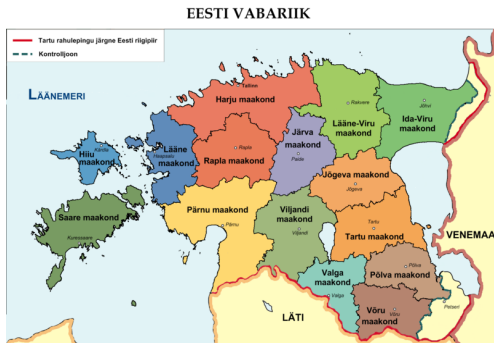 EESTI VABARIIK
Tartu rahulepingu järgne Eesti riigipiir
Kontrolljoon
LÄÄNEMERI
Tallinn
Harju maakond
Rakvere
Lääne-Viru
maakond
Jõhvi
Ida-Viru
maakond
Kärdla
Hiiu
maakond
Lääne
maakond
Haapsalu
Rapla
Rapla maakond
Järva
maakond
Paide
Jõgeva maakond
Jõgeva
Saare maakond
Kuressaare
Pärnu maakond
Pärnu
Viljandi
maakond
Viljandi
Tartu
Tartu maakond
VENEMAA
Valga
maakond
Valga
Põlva
Põlva maakond
Petseri
Võru
Võru
maakond
LÄTI